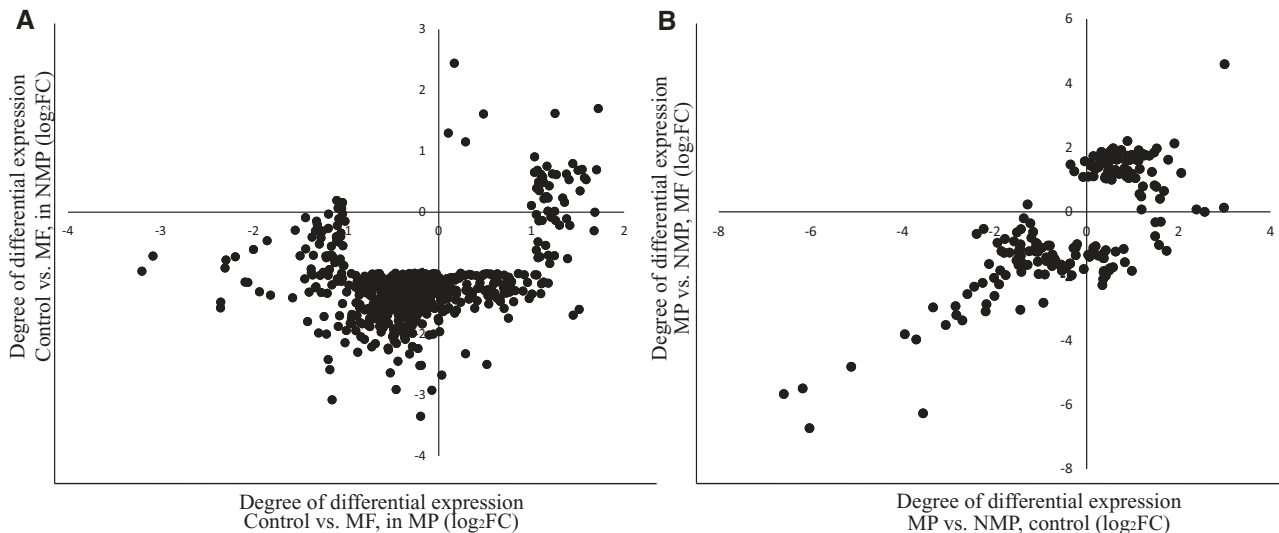 A
Degree of differential expression
Control vs. MF, in NMP (log2FC)
3
2
1
0
-4
-3
-2
-1
0
1
2
-2
-3
-4
Degree of differential expression
Control vs. MF, in MP (log2FC)
B
Degree of differential expression
MP vs. NMP, MF (log2FC)
6
4
2
0
-8
-6
-4
-2
0
2
4
-4
-6
-8
Degree of differential expression
MP vs. NMP, control (log2FC)